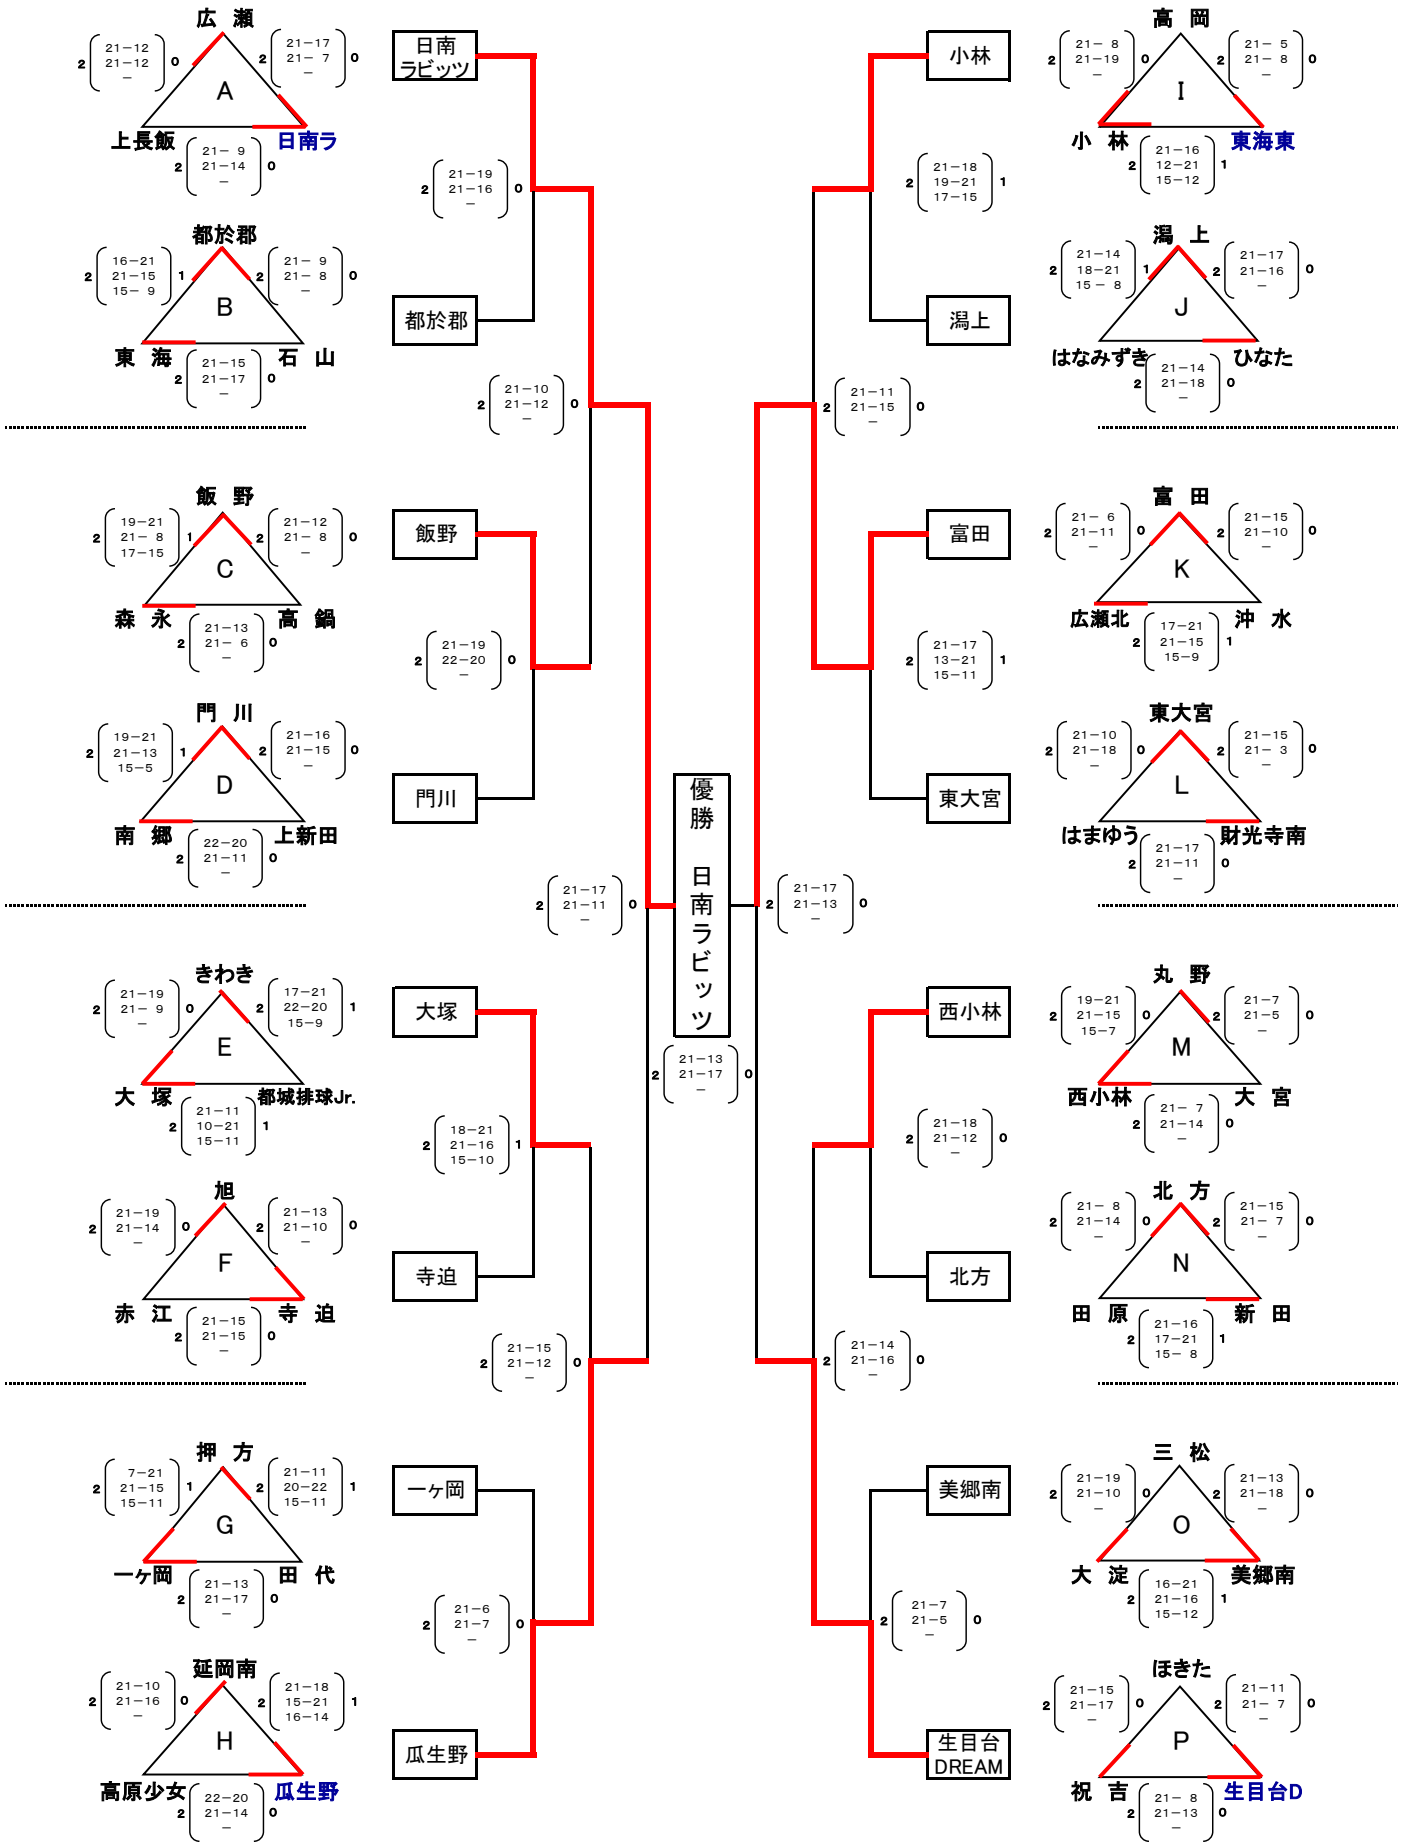 広 瀬
2 21−12 0
21−12
−
2 21−17 0
21− 7
−
A
上長飯
日南ラ
2 21− 9 0
21−14
−
都於郡
2 16−21 1
21−15
15− 9
2 21− 9 0
21− 8
−
B
東 海
石 山
2 21−15 0
21−17
−
飯 野
2 19−21 1
21− 8
17−15
2 21−12 0
21− 8
−
C
森 永
高 鍋
2 21−13 0
21− 6
−
門 川
2 19−21 1
21−13
15−5
2 21−16 0
21−15
−
D
南 郷
上新田
2 22−20 0
21−11
−
きわき
2 21−19 0
21− 9
−
2 17−21 1
22−20
15−9
E
大 塚
都城排球Jr.
2 21−11 1
10−21
15−11
旭
2 21−19 0
21−14
−
2 21−13 0
21−10
−
F
赤 江
寺 迫
2 21−15 0
21−15
−
押 方
2 7−21 1
21−15
15−11
2 21−11 1
20−22
15−11
G
一ヶ岡
田 代
2 21−13 0
21−17
−
延岡南
2 21−10 0
21−16
−
2 21−18 1
15−21
16−14
H
高原少女
瓜生野
2 22−20 0
21−14
−
日南
ラビッツ
2 21−19 0
21−16
−
都於郡
2 21−10 0
21−12
−
飯野
2 21−19 0
22−20
−
門川
2 21−17 0
21−11
−
大塚
2 18−21 1
21−16
15−10
寺迫
2 21−15 0
21−12
−
一ヶ岡
2 21−6 0
21−7
−
瓜生野
優勝 日南ラビッツ
2 21−13 0
21−17
−
小林
2 21−18 1
19−21
17−15
潟上
2 21−11 0
21−15
−
富田
2 21−17 1
13−21
15−11
東大宮
2 21−17 0
21−13
−
西小林
2 21−18 0
21−12
−
北方
2 21−14 0
21−16
−
美郷南
2 21−7 0
21−5
−
生目台
DREAM
高 岡
2 21− 8 0
21−19
−
2 21− 5 0
21− 8
−
I
小 林
東海東
2 21−16 1
12−21
15−12
潟 上
2 21−14 1
18−21
15 − 8
2 21−17 0
21−16
−
J
はなみずき
ひなた
2 21−14 0
21−18
−
富 田
2 21− 6 0
21−11
−
2 21−15 0
21−10
−
K
広瀬北
沖 水
2 17−21 1
21−15
15−9
東大宮
2 21−10 0
21−18
−
2 21−15 0
21− 3
−
L
はまゆう
財光寺南
2 21−17 0
21−11
−
丸 野
2 19−21 0
21−15
15−7
2 21−7 0
21−5
−
M
西小林
大 宮
2 21− 7 0
21−14
−
北 方
2 21− 8 0
21−14
−
2 21−15 0
21− 7
−
N
田 原
新 田
2 21−16 1
17−21
15− 8
三 松
2 21−19 0
21−10
−
2 21−13 0
21−18
−
O
大 淀
美郷南
2 16−21 1
21−16
15−12
ほきた
2 21−15 0
21−17
−
2 21−11 0
21− 7
−
P
祝 吉
生目台D
2 21− 8 0
21−13
−